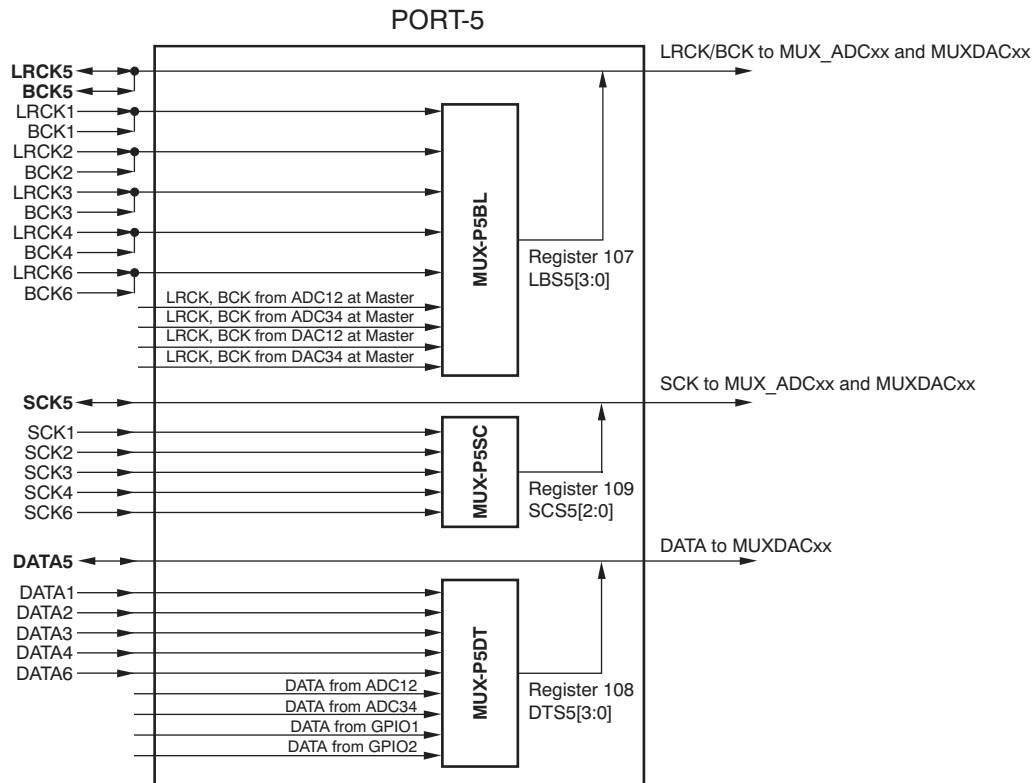 PORT-5
LRCK/BCK to MUX_ADCxx and MUXDACxx
LRCK5
BCK5
LRCK1
BCK1
LRCK2
BCK2
LRCK3
BCK3
LRCK4
BCK4
LRCK6
BCK6
LRCK, BCK from ADC12 at Master
LRCK, BCK from ADC34 at Master
LRCK, BCK from DAC12 at Master
LRCK, BCK from DAC34 at Master
MUX-P5BL
Register 107
LBS5[3:0]
SCK to MUX_ADCxx and MUXDACxx
SCK5
SCK1
SCK2
SCK3
SCK4
SCK6
MUX-P5SC
Register 109
SCS5[2:0]
DATA to MUXDACxx
DATA5
DATA1
DATA2
DATA3
DATA4
DATA6
DATA from ADC12
DATA from ADC34
DATA from GPIO1
DATA from GPIO2
MUX-P5DT
Register 108
DTS5[3:0]